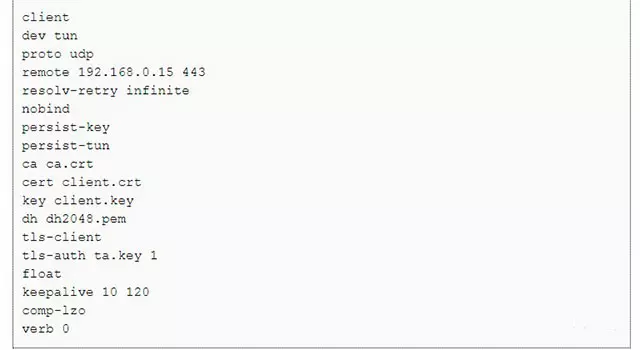 client
dev tun
proto udp
remote 192.168.0.15 443
resolv-retry infinite
nobind
persist-key
persist-tun
ca ca.crt
cert client.crt
key client.key
dh dh2048.pem
tls-client
tls-auth ta.key 1
float
keepalive 10 120
comp-lzo
verb 0